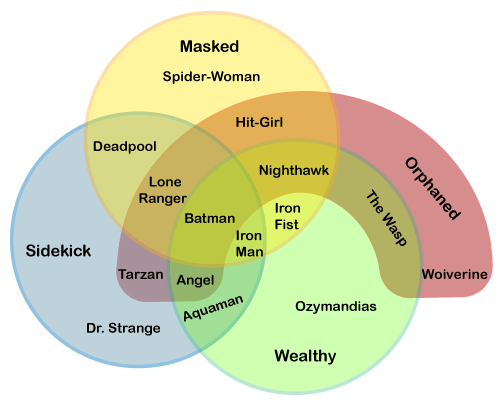 Masked
Spider-Woman
Hit-Girl
Deadpool
Nighthawk
Orphaned
Lone
Ranger
The Wasp
Batman
Iron
Fist
Sidekick
Iron
Man
Tarzan
Angel
Woiverine
Aquaman
Ozymandias
Dr. Strange
Wealthy